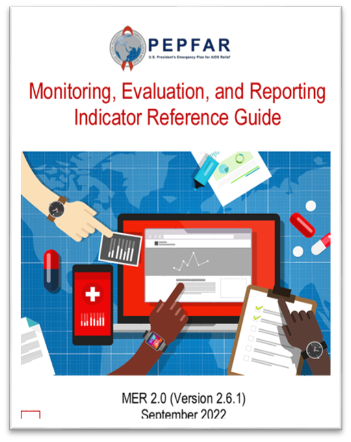 PEPFAR
U.S. President's Emergency Plan for AIDS Relief
Monitoring, Evaluation, and Reporting
Indicator Reference Guide
MER 2.0 (Version 2.6.1)
September 2022